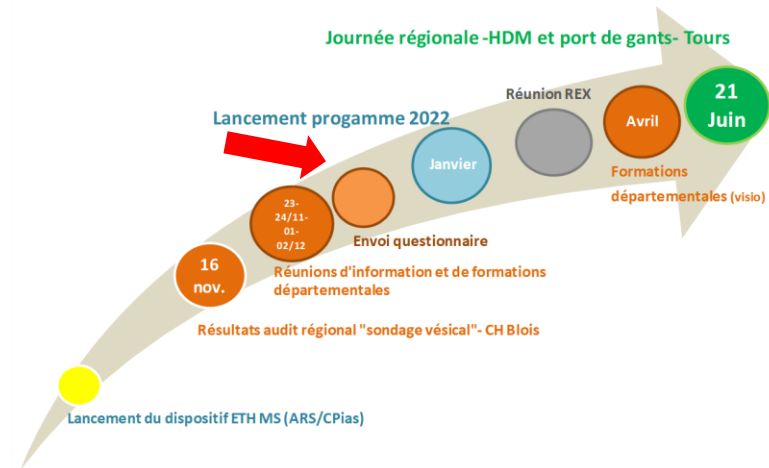 Journée régionale -HDM et port de gants- Tours
21
Juin
Réunion REX
Avril
Lancement progamme 2022
Janvier
Formations
départementales (visio)
23-
24/11-
01-
02/12
Envoi questionnaire
16
nov.
Réunions d'information et de formations
départementales
Résultats audit régional "sondage vésical"- CH Blois
Lancement du dispositif ETH MS (ARS/CPias)